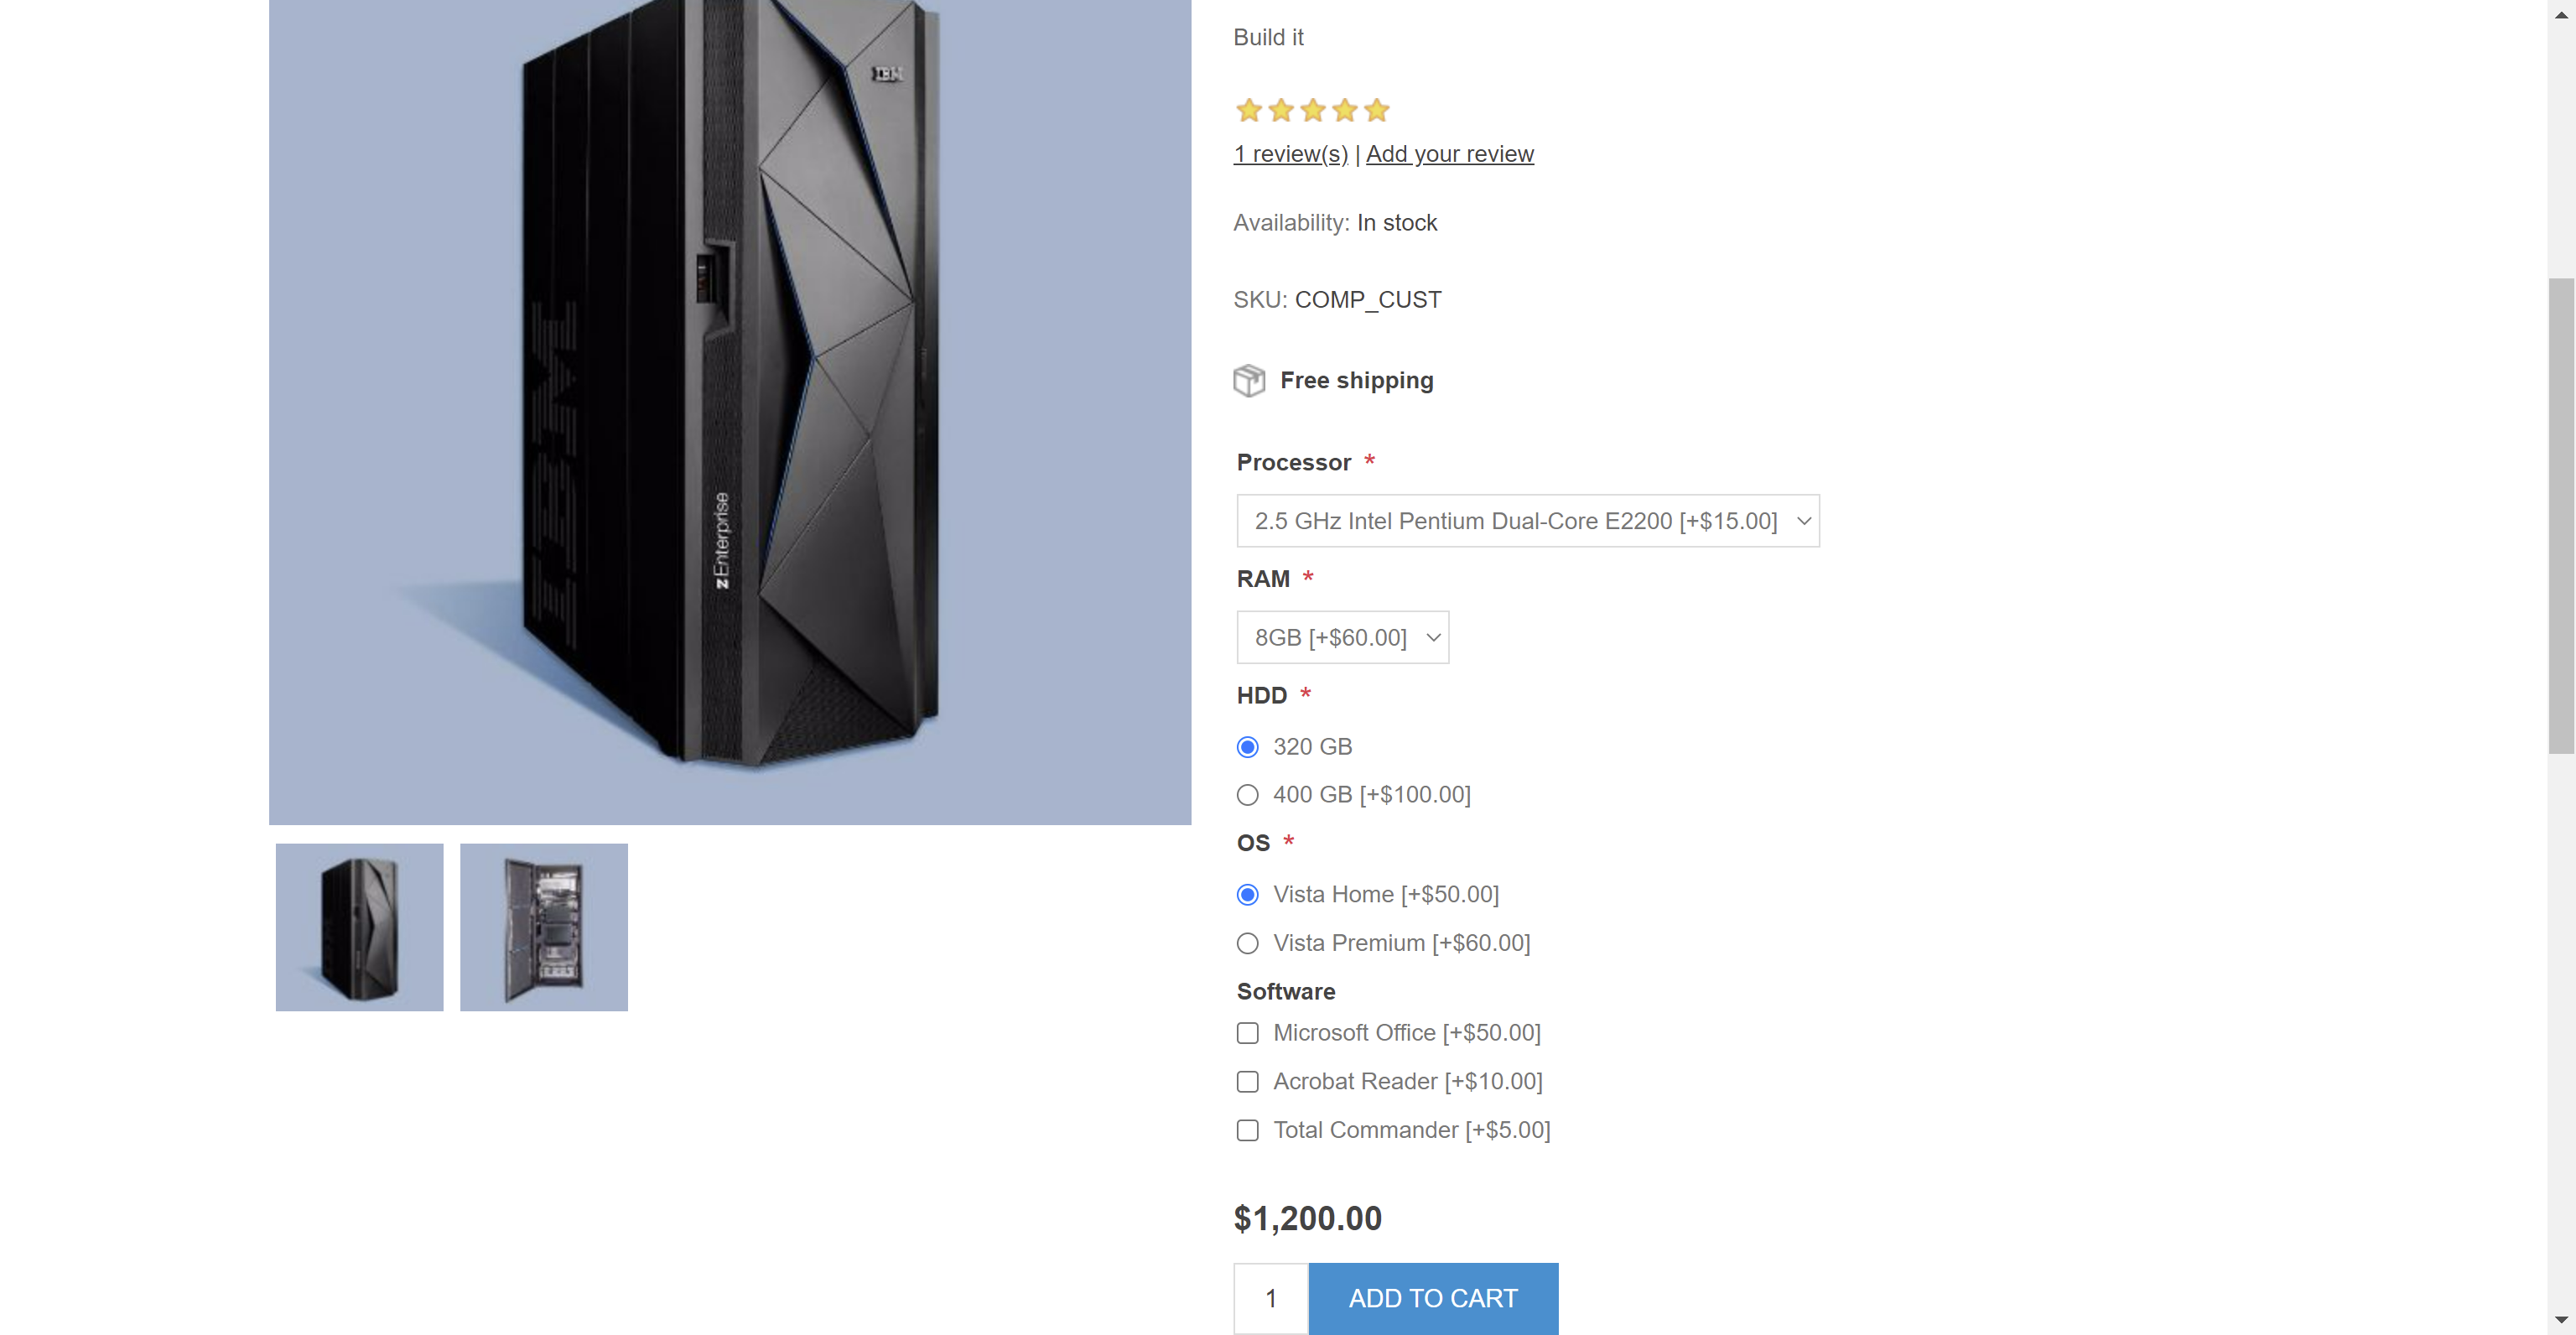 IBM
IBM
z Enterprise
Build it
1 review(s) | Add your review
Availability: In stock
SKU: COMP_CUST
Free shipping
Processor *
2.5 GHz Intel Pentium Dual-Core E2200 [+$15.00]
RAM *
8GB [+$60.00]
HDD *
320 GB
400 GB [+$100.00]
OS *
Vista Home [+$50.00]
Vista Premium [+$60.00]
Software
Microsoft Office [+$50.00]
Acrobat Reader [+$10.00]
Total Commander [+$5.00]
$1,200.00
1 ADD TO CART